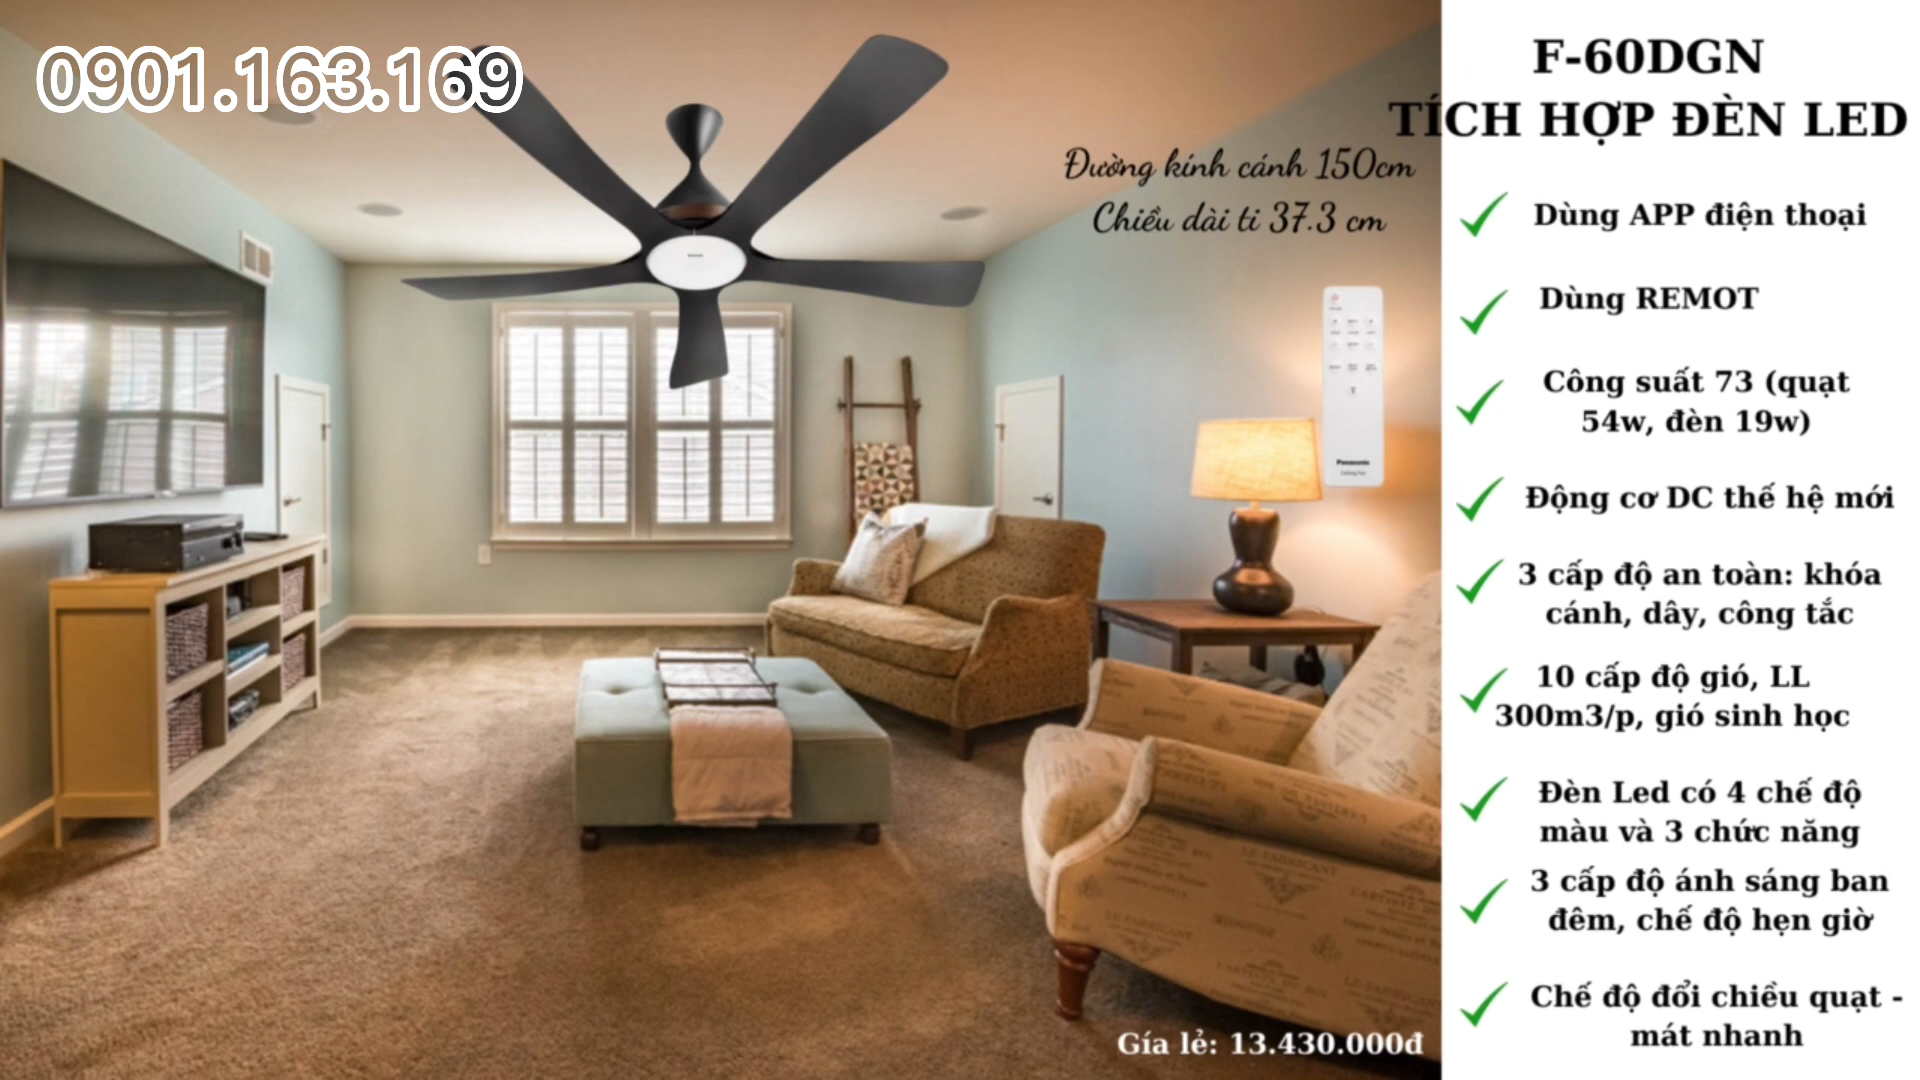 0901.163.169
F-60DGN
TÍCH HỢP ĐÈN LED
Đường kính cánh 150cm
Chiều dài ti 37.3 cm
Dùng APP điện thoại
Dùng REMOT
Công suất 73 (quạt
54w, đèn 19w)
Động cơ DC thế hệ mới
3 cấp độ an toàn: khóa
cánh, dây, công tắc
10 cấp độ gió, LL
300m3/p, gió sinh học
Đèn Led có 4 chế độ
màu và 3 chức năng
3 cấp độ ánh sáng ban
đêm, chế độ hẹn giờ
Chế độ đổi chiều quạt -
mát nhanh
Panasonic
Ceiling Fan
Gía lẻ: 13.430.000đ